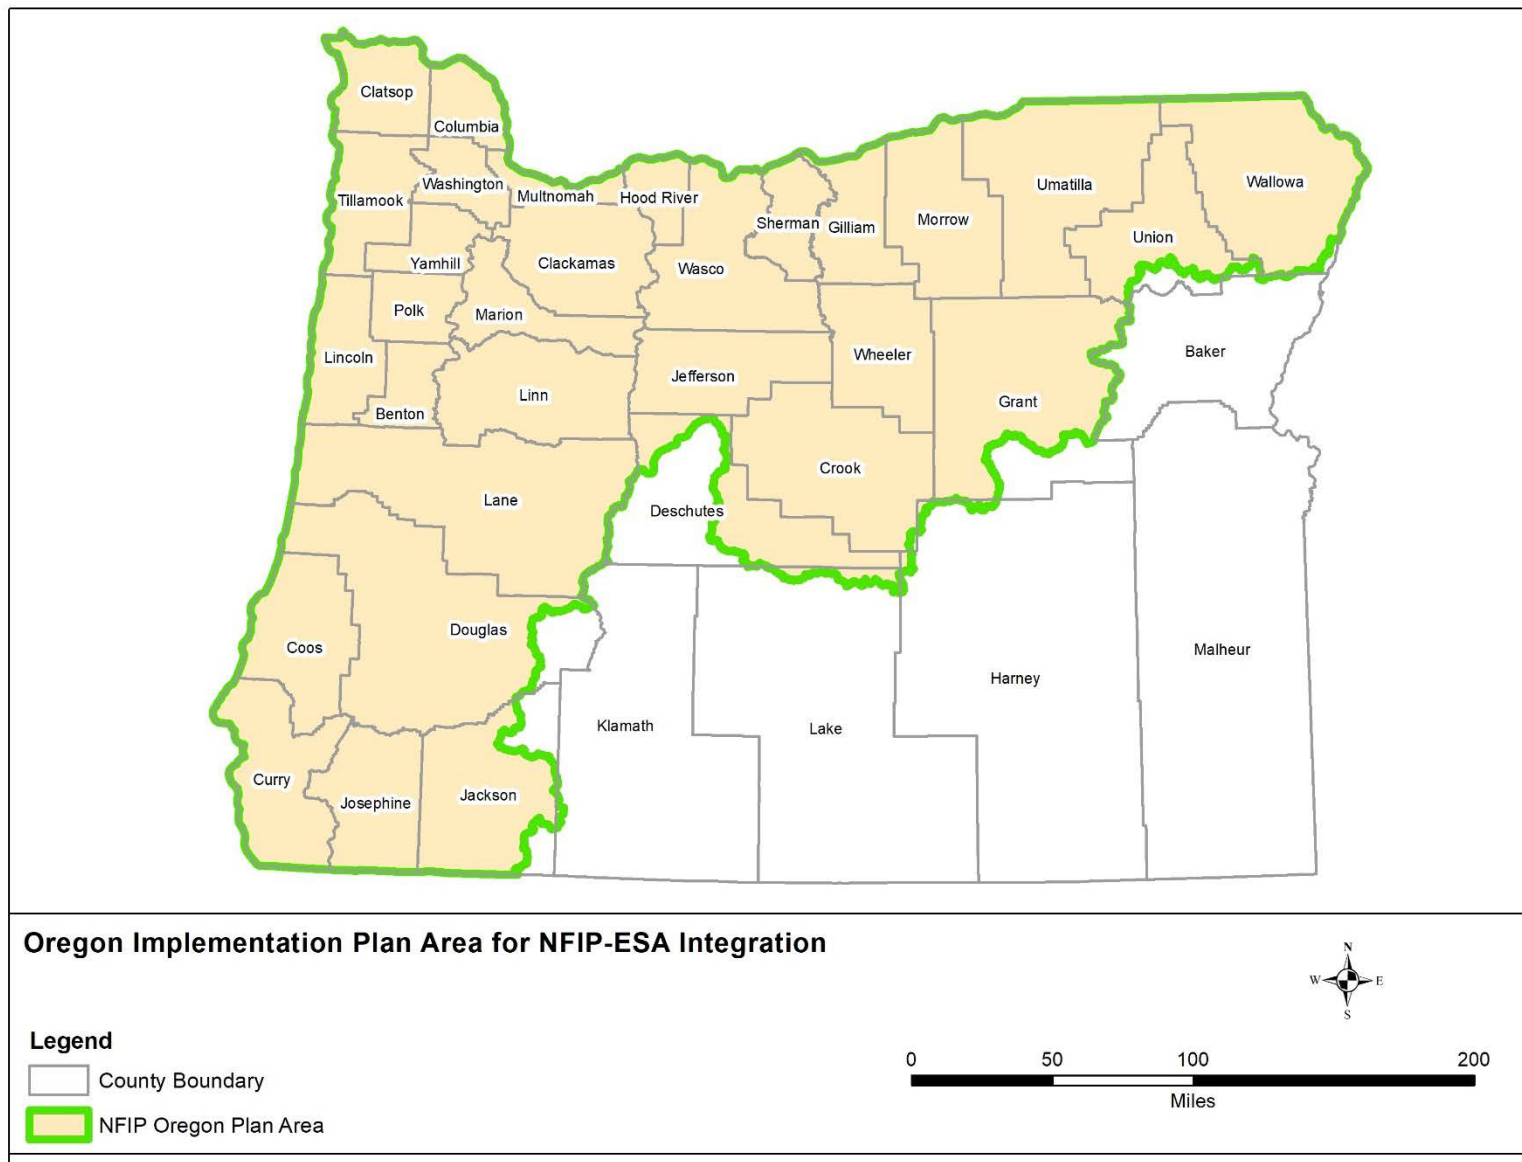 Clatsop
Columbia
Washington
Tillamook
Multnomah
Hood River
Umatilla
Wallowa
Sherman
Gilliam
Morrow
Union
Yamhill
Clackamas
Wasco
Polk
Marion
Lincoln
Wheeler
Baker
Jefferson
Linn
Benton
Grant
Crook
Lane
Deschutes
Douglas
Coos
Malheur
Harney
Klamath
Lake
Curry
Josephine
Jackson
Oregon Implementation Plan Area for NFIP-ESA Integration
N
W E
S
Legend
County Boundary
NFIP Oregon Plan Area
0 50 100 200
Miles